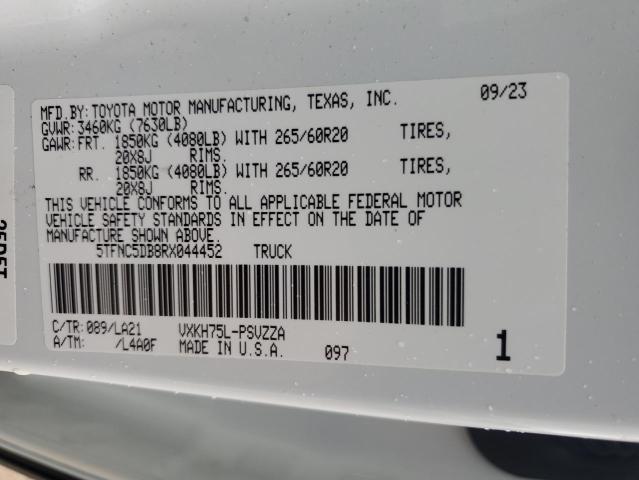 MFD.BY: TOYOTA MOTOR MANUFACTURING, TEXAS, INC. 09/23
GVWR: 3460KG (7630LB)
GAWR: FRT. 1850KG (4080LB) WITH 265/60R20 TIRES,
20X8J RIMS.
RR. 1850KG (4080LB) WITH 265/60R20 TIRES,
20X8J RIMS.
THIS VEHICLE CONFORMS TO ALL APPLICABLE FEDERAL MOTOR
VEHICLE SAFETY STANDARDS IN EFFECT ON THE DATE OF
MANUFACTURE SHOWN ABOVE.
5TFNC5DB8RX044452 TRUCK
C/TR: 089/LA21 VXKH75L-PSVZZA
A/TM: /L4A0F MADE IN U.S.A. 097 1